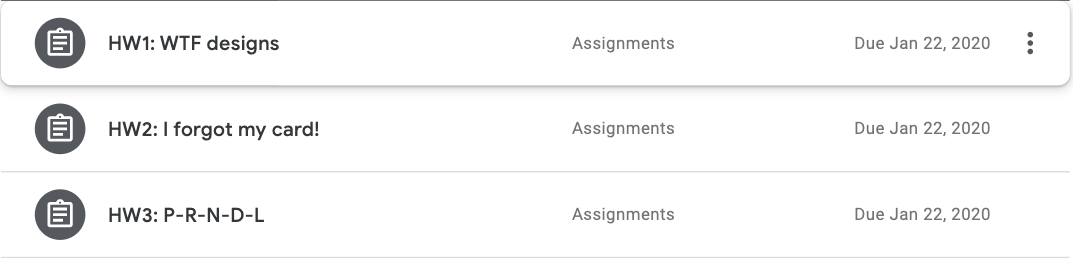 HW1: WTF designs Assignments Due Jan 22, 2020
HW2: I forgot my card! Assignments Due Jan 22, 2020
HW3: P-R-N-D-L Assignments Due Jan 22, 2020